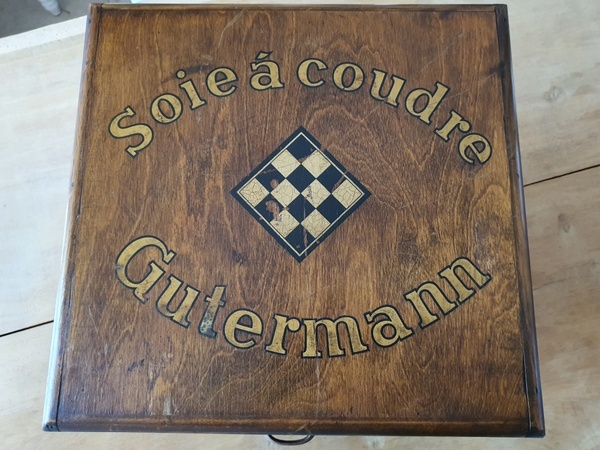 Soie á coudre
Gutermann